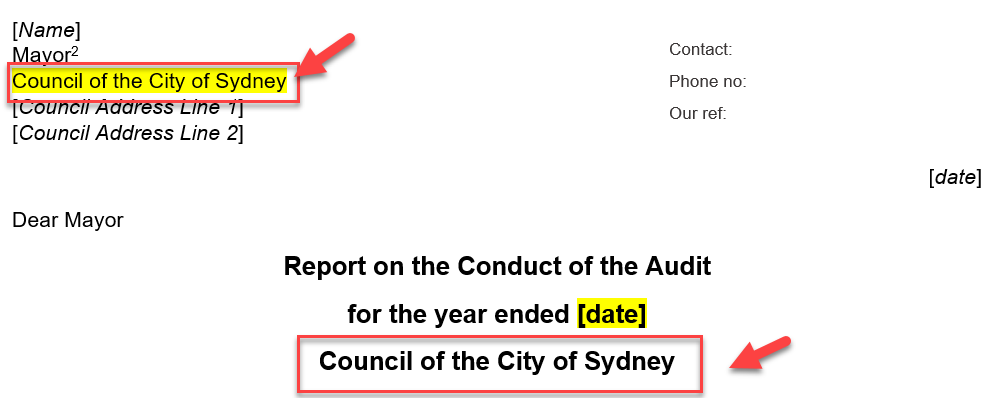 [Name]
Mayor²
Council of the City of Sydney
[Council Address Line 1]
[Council Address Line 2]
Contact:
Phone no:
Our ref:
[date]
Dear Mayor
Report on the Conduct of the Audit
for the year ended [date]
Council of the City of Sydney